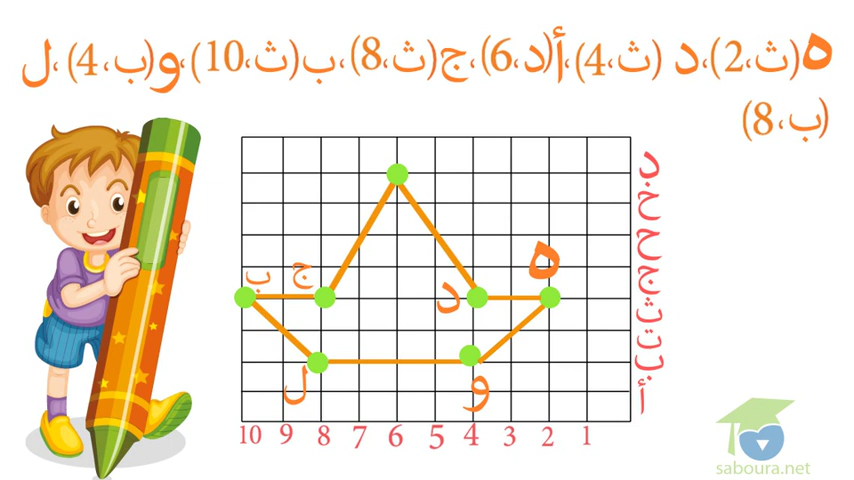 ه(ث،2)،د (ث،4)،أ(د،6)،ج(ث،8)،ب(ث،10)،و(ب،4)،ل
(ب،8)
د
خ
ح
ج
ث
ت
ب
أ
ه
ب
ج
د
و
ل
10 9 8 7 6 5 4 3 2 1
saboura.net